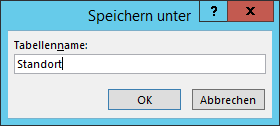 Speichern unter
? x
Tabellenname:
Standort
OK Abbrechen